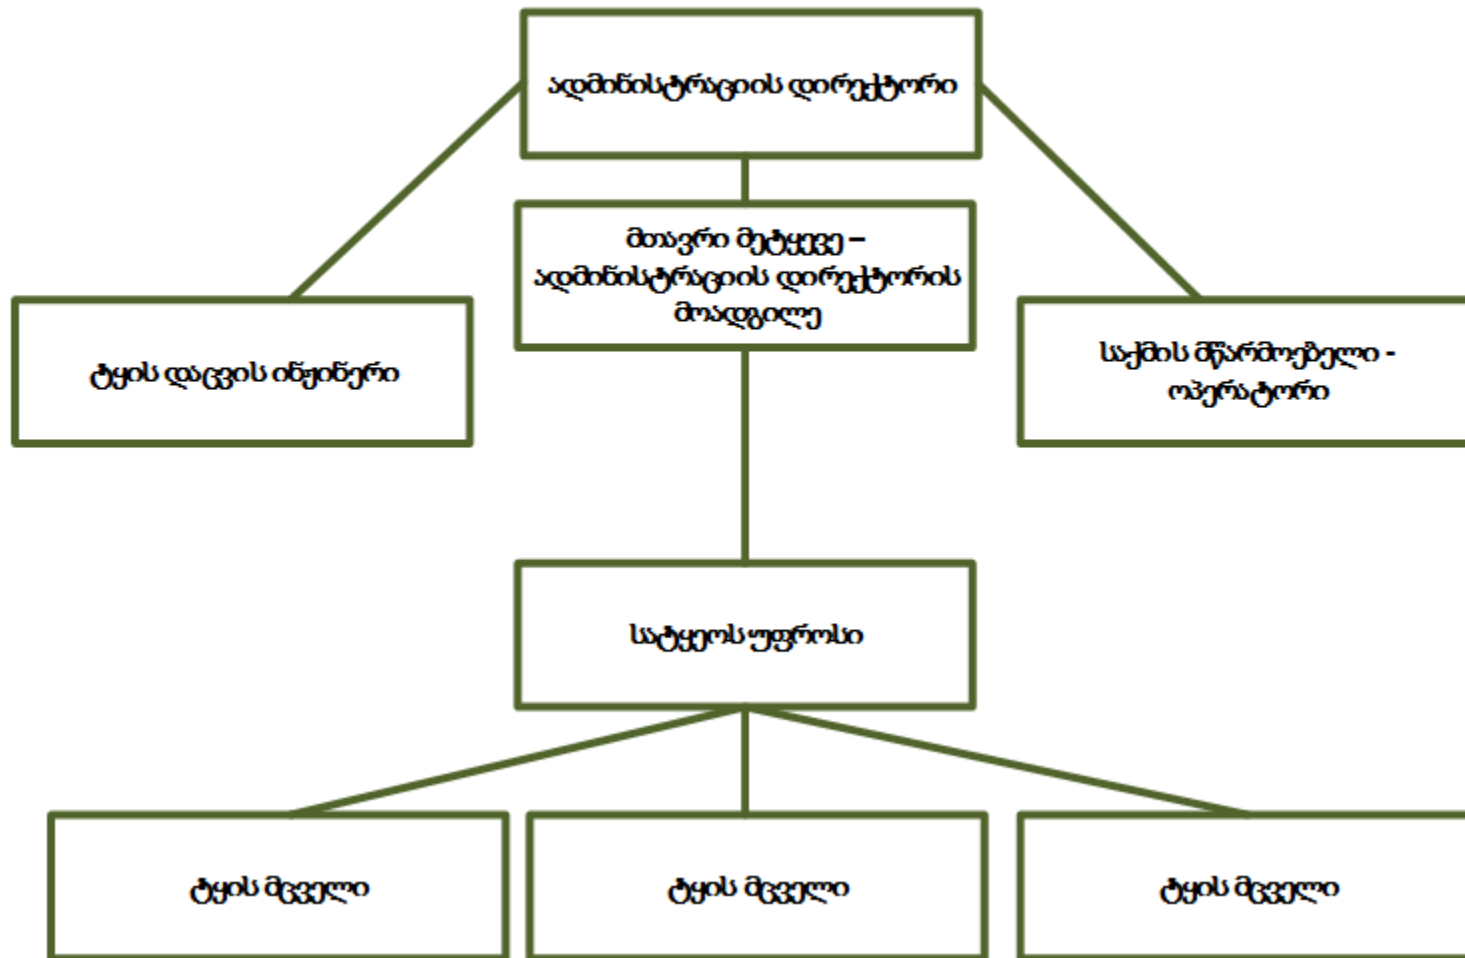 ადმინისტრაციის დირექტორი
მთავრი მეტყევე –
ადმინისტრაციის დირექტორის
მოადგილე
ტყის დაცვის ინჟინერი
საქმის მწარმოებელი -
ოპერატორი
სატყეოს უფროსი
ტყის მცველი
ტყის მცველი
ტყის მცველი